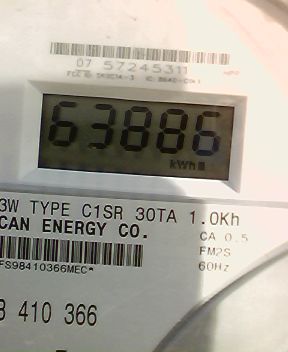 07 57245311
63886
kWh
3W TYPE C1SR 30TA 1.0Kh
CAN ENERGY CO.
CA 0.5
FM2S
60Hz
FS98410366MEC*
8 410 366